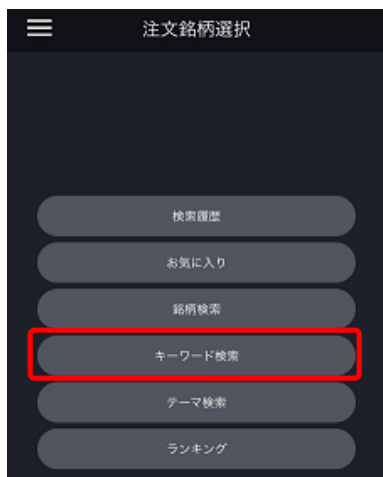 注文銘柄選択
検索履歴
お気に入り
銘柄検索
キーワード検索
テーマ検索
ランキング